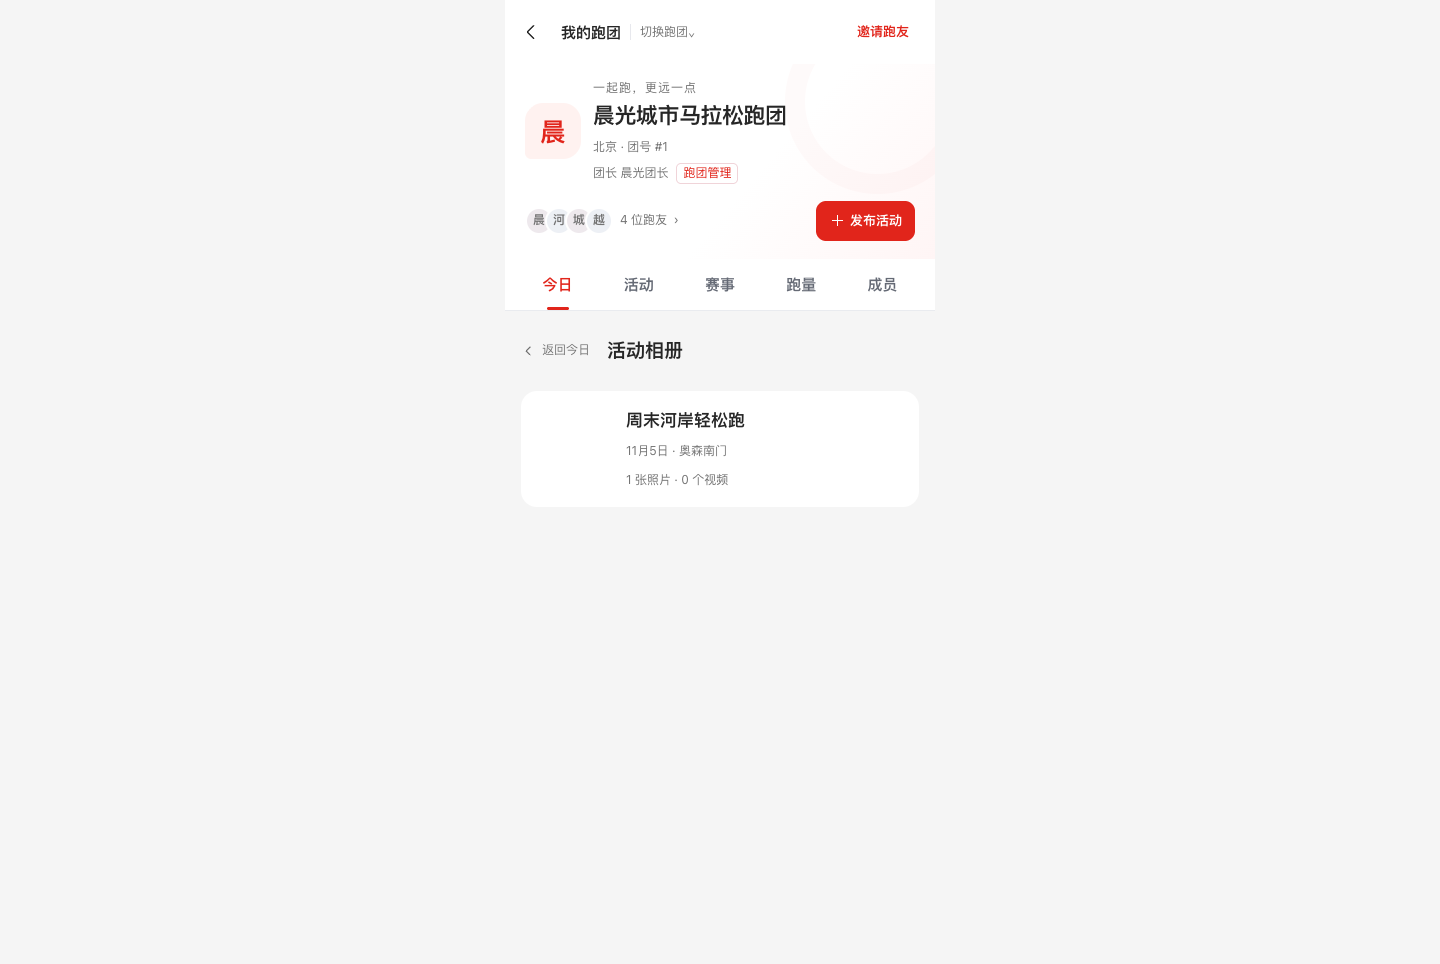 我的跑团 切换跑团
邀请跑友
一起跑，更远一点
晨
晨光城市马拉松跑团
北京 · 团号 #1
团长 晨光团长 跑团管理
晨 河 城 越 4 位跑友 ›
＋ 发布活动
今日 活动 赛事 跑量 成员
返回今日 活动相册
周末河岸轻松跑
11月5日 · 奥森南门
1 张照片 · 0 个视频